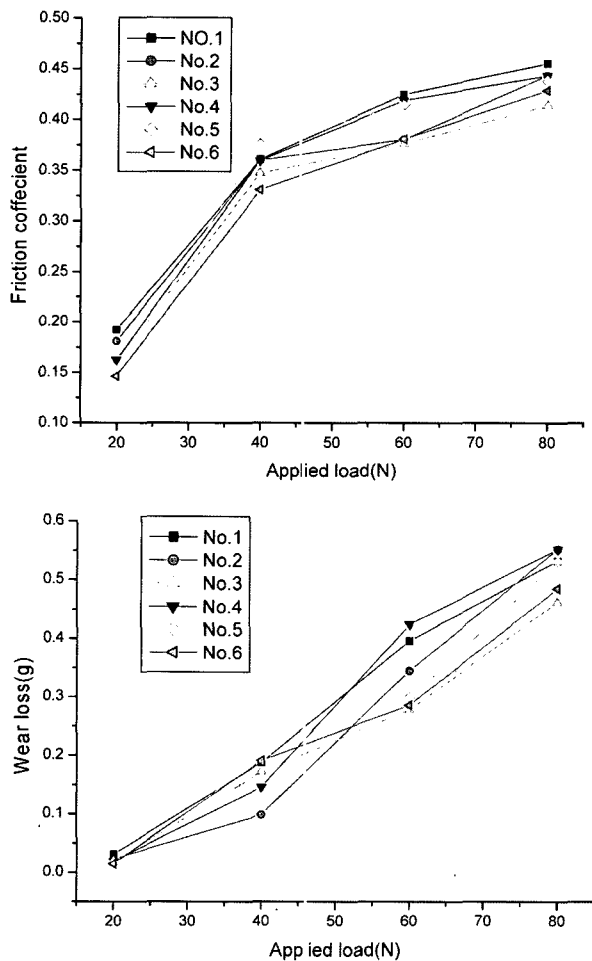 0.50
0.45
0.40
0.35
0.30
0.25
0.20
0.15
0.10
Friction coffecient
NO.1
No.2
No.3
No.4
No.5
No.6
20 30 40 50 60 70 80
Applied load(N)
0.6
0.5
0.4
0.3
0.2
0.1
0.0
Wear loss(g)
No.1
No.2
No.3
No.4
No.5
No.6
20 30 40 50 60 70 80
App ied load(N)